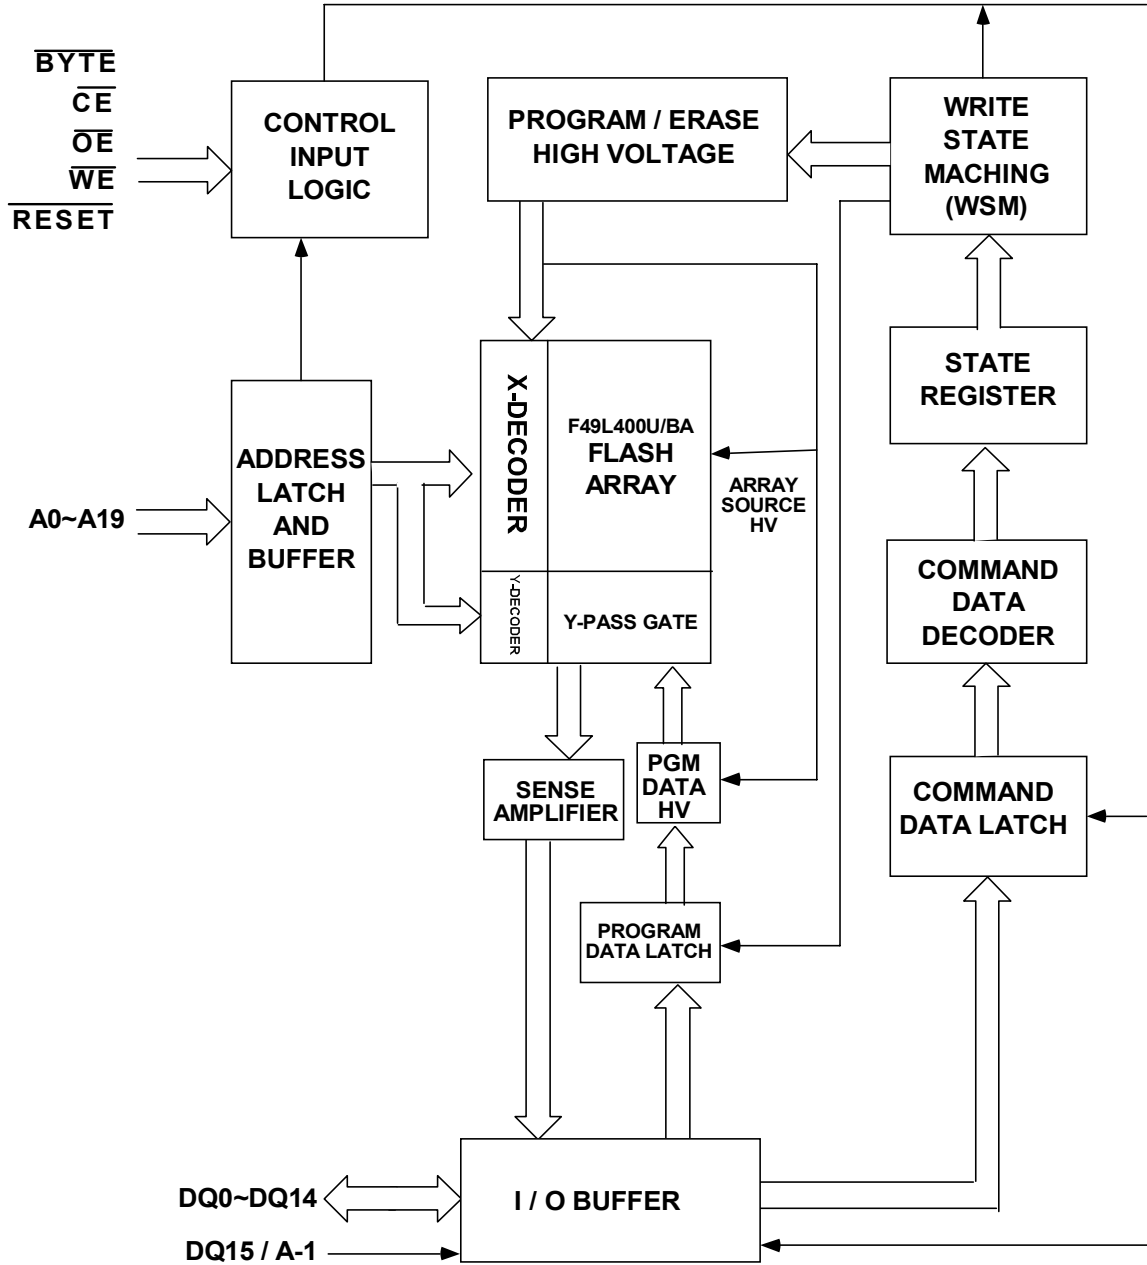 BYTE
CE
OE
WE
RESET
CONTROL
INPUT
LOGIC
PROGRAM / ERASE
HIGH VOLTAGE
WRITE
STATE
MACHING
(WSM)
STATE
REGISTER
A0~A19
ADDRESS
LATCH
AND
BUFFER
X-DECODER
F49L400U/BA
FLASH
ARRAY
ARRAY
SOURCE
HV
Y-DECODER
Y-PASS GATE
COMMAND
DATA
DECODER
SENSE
AMPLIFIER
PGM
DATA
HV
COMMAND
DATA LATCH
PROGRAM
DATA LATCH
DQ0~DQ14
I / O BUFFER
DQ15 / A-1